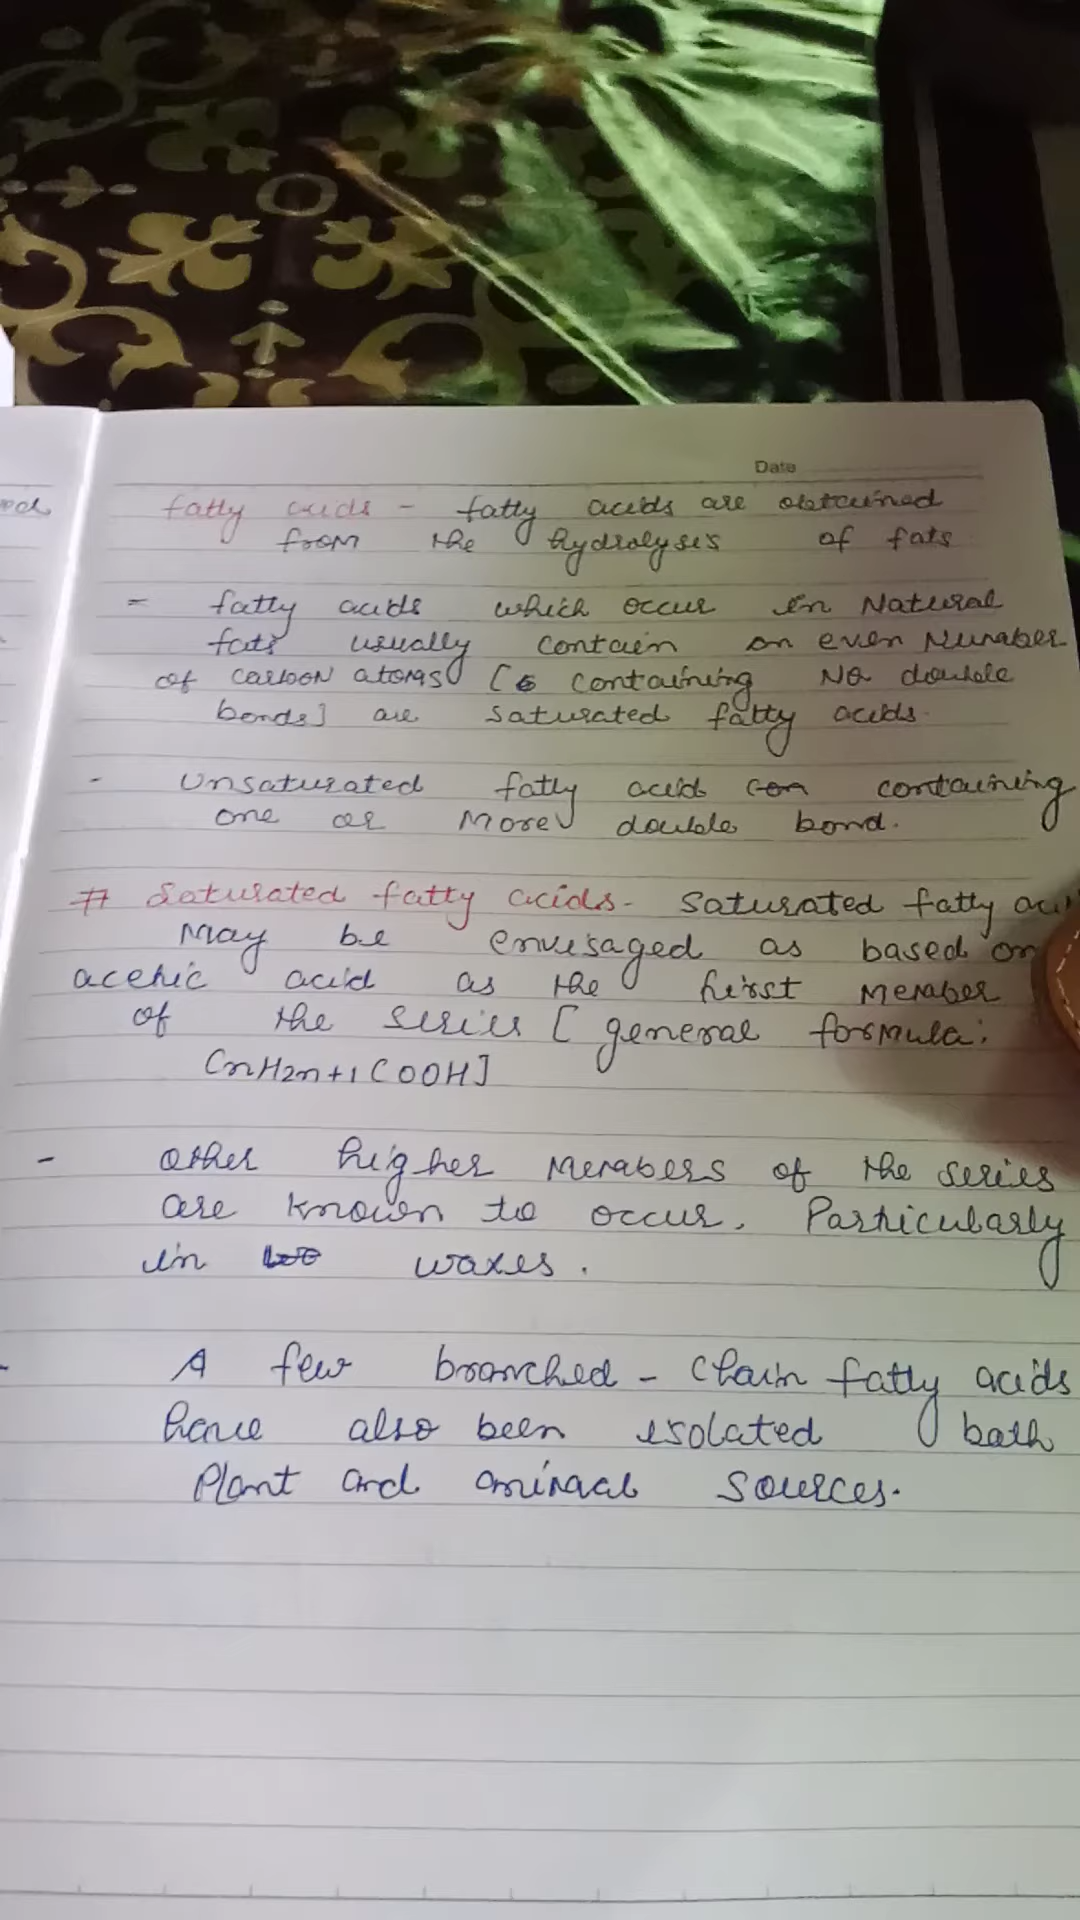 Date
fatty acids - fatty acids are obtained
from the hydrolyses of fats
= fatty acids which occur in Natural
fats usually contain an even Number
of carbon atoms [ containing No double
bonds] are saturated fatty acids.
- Unsaturated fatty acid containing
one or More double bond.
# Saturated fatty acids - Saturated fatty aci
May be envisaged as based on
acetic acid as the first Member
of the series [ general formula:
CnH2n+1COOH]
- other higher Members of the series
are known to occur. Particularly
in waxes.
- A few branched - chain fatty acids
have also been isolated both
Plant and animal sources.